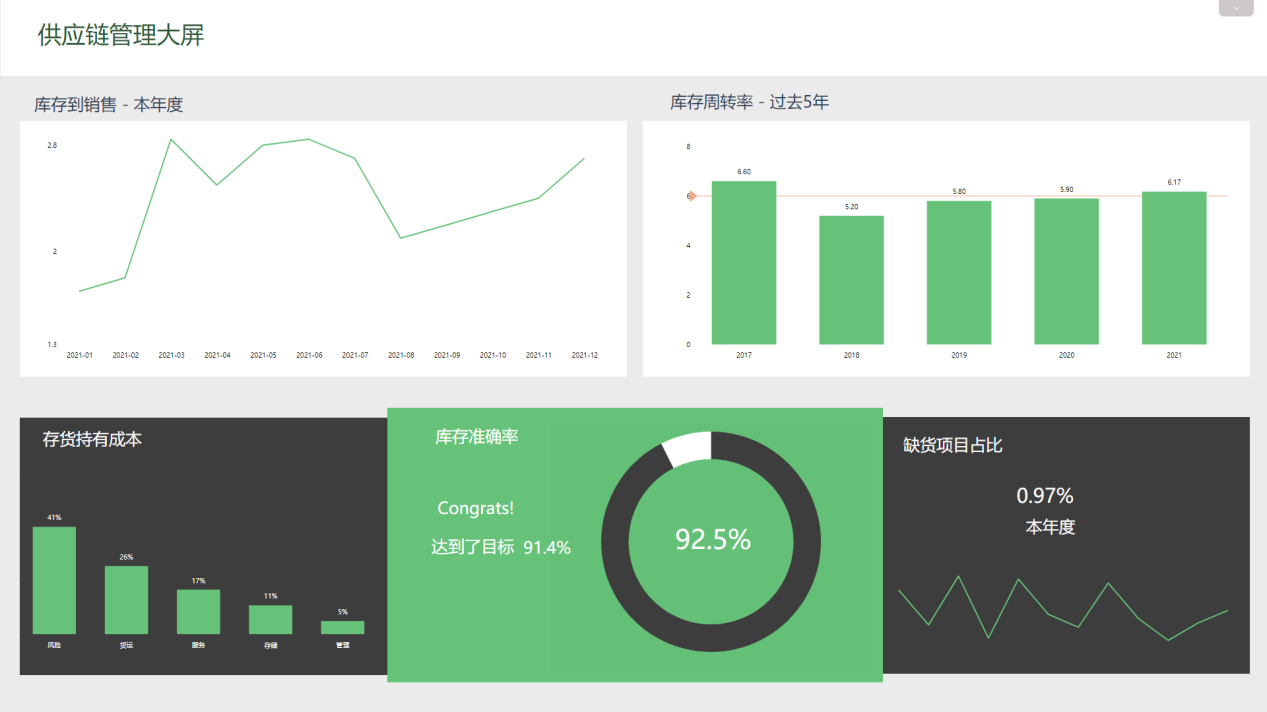 供应链管理大屏
库存到销售 - 本年度
2.8
2
1.3
2021-01 2021-02 2021-03 2021-04 2021-05 2021-06 2021-07 2021-08 2021-09 2021-10 2021-11 2021-12
库存周转率 - 过去5年
8
6
4
2
0
6.60 5.20 5.80 5.90 6.17
2017 2018 2019 2020 2021
存货持有成本
41% 26% 17% 11% 5%
风险 货运 服务 存储 管理
库存准确率
Congrats!
达到了目标 91.4%
92.5%
缺货项目占比
0.97%
本年度